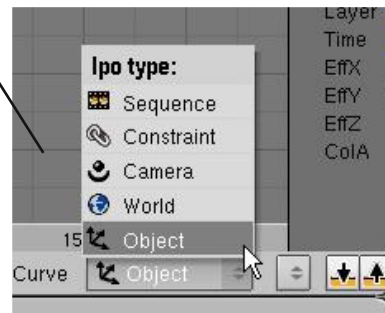 Layer
Time
EffX
EffY
EffZ
ColA
Ipo type:
Sequence
Constraint
Camera
World
Object
15
Curve
Object